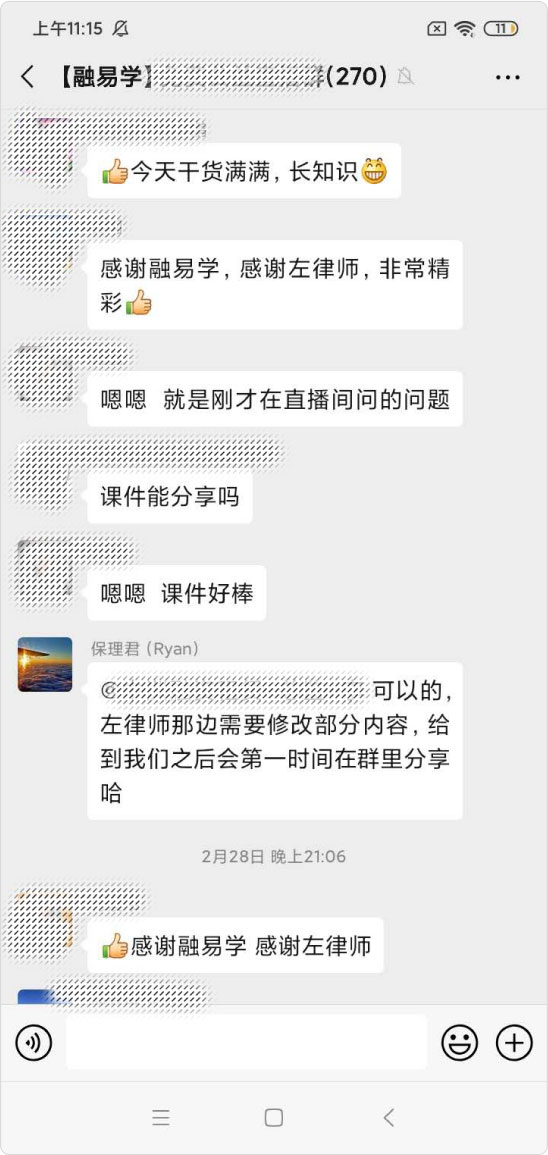 上午11:15
11
【融易学】群(270)
👍今天干货满满，长知识😁
感谢融易学，感谢左律师，非常精
彩👍
嗯嗯 就是刚才在直播间问的问题
课件能分享吗
嗯嗯 课件好棒
保理君 (Ryan)
@可以的，
左律师那边需要修改部分内容，给
到我们之后会第一时间在群里分享
哈
2月28日 晚上21:06
👍感谢融易学 感谢左律师